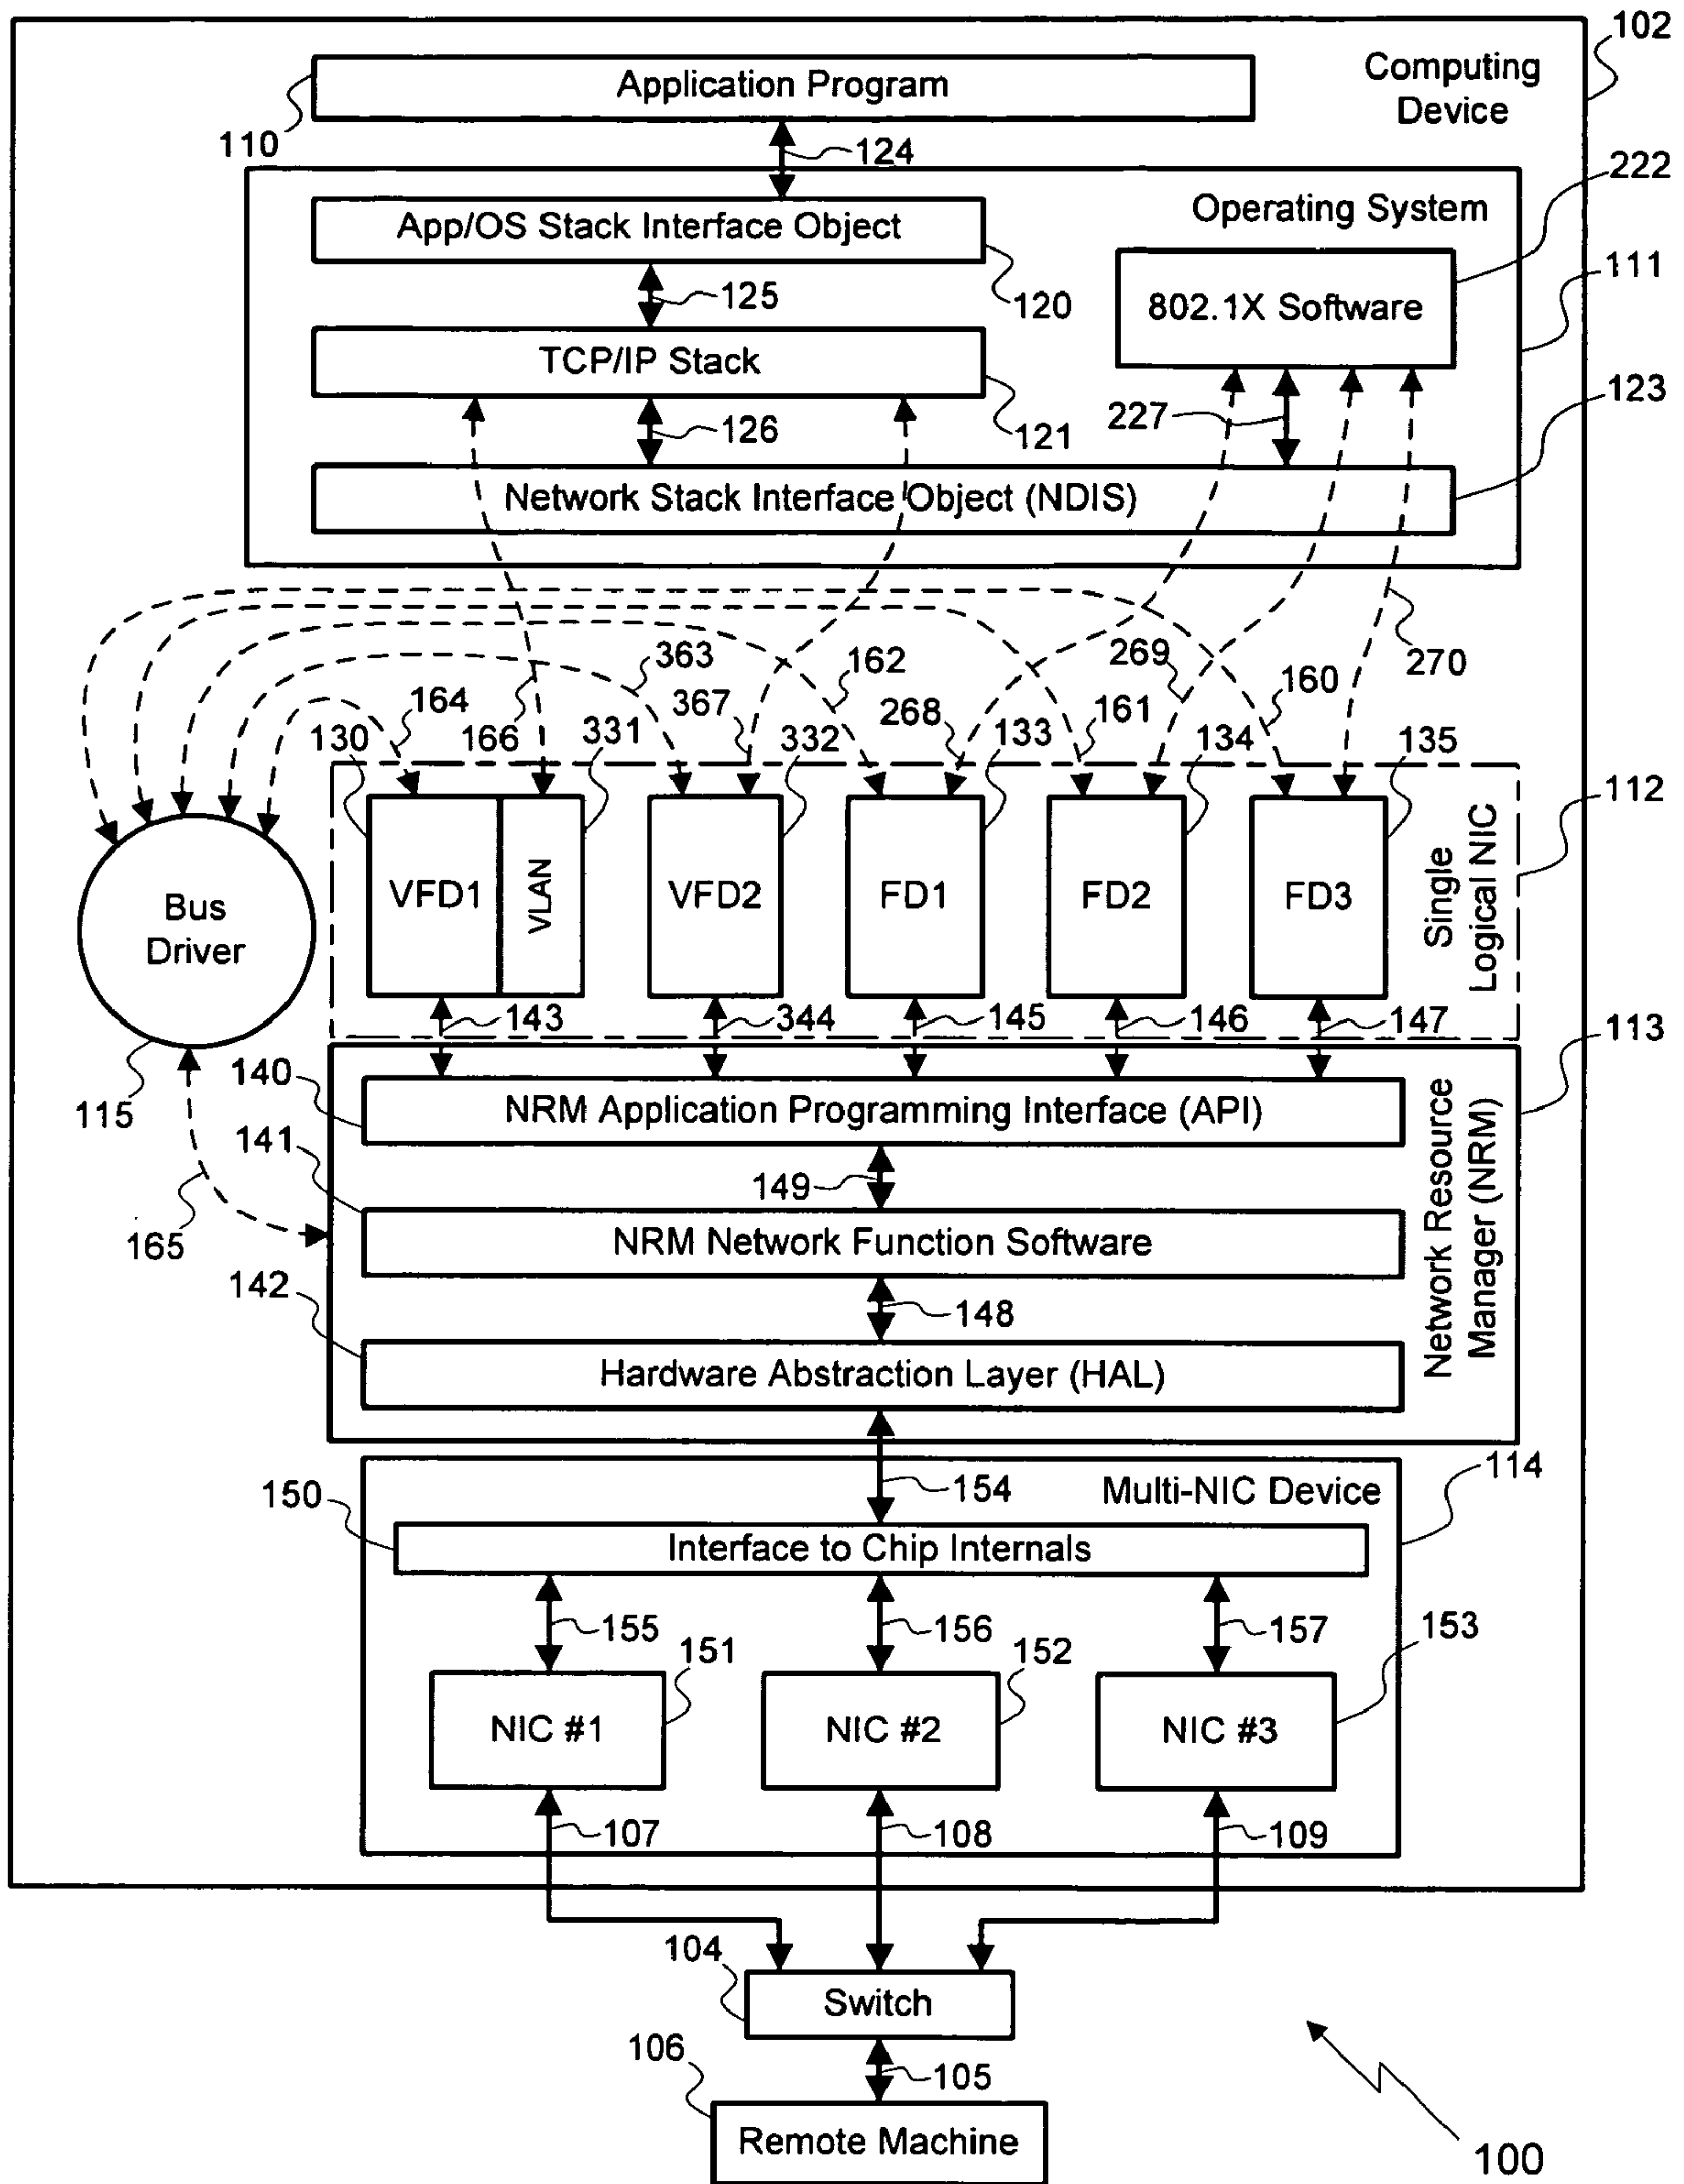 102
Computing
Device
Application Program
110
124
222
Operating System
App/OS Stack Interface Object
111
125
120
802.1X Software
TCP/IP Stack
123
126
121
227
Network Stack Interface Object (NDIS)
363
162
269
270
164
367
268
161
160
130
166
331
332
133
134
135
112
VFD1
VLAN
VFD2
FD1
FD2
FD3
Single
Logical NIC
Bus
Driver
143
344
145
146
147
113
140
115
NRM Application Programming Interface (API)
141
149
Network Resource
Manager (NRM)
165
NRM Network Function Software
142
148
Hardware Abstraction Layer (HAL)
114
150
154
Multi-NIC Device
Interface to Chip Internals
155
156
157
153
151
152
NIC #1
NIC #2
NIC #3
107
108
109
104
Switch
106
105
Remote Machine
100